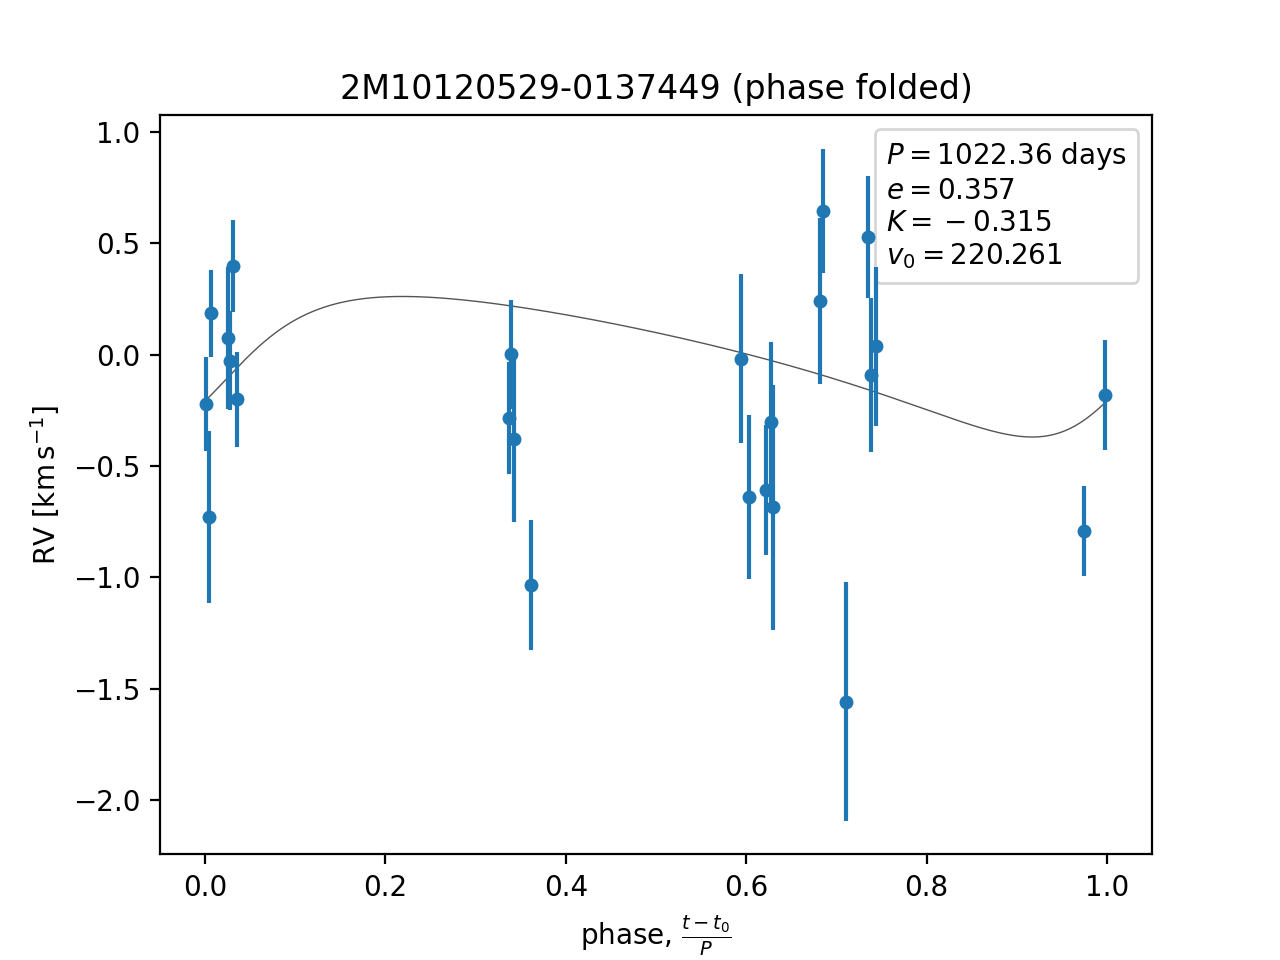 2M10120529-0137449 (phase folded)
P = 1022.36 days
e = 0.357
K = −0.315
v₀ = 220.261
1.0
0.5
0.0
−0.5
−1.0
−1.5
−2.0
RV [km s⁻¹]
0.0 0.2 0.4 0.6 0.8 1.0
phase, (t − t₀)/P